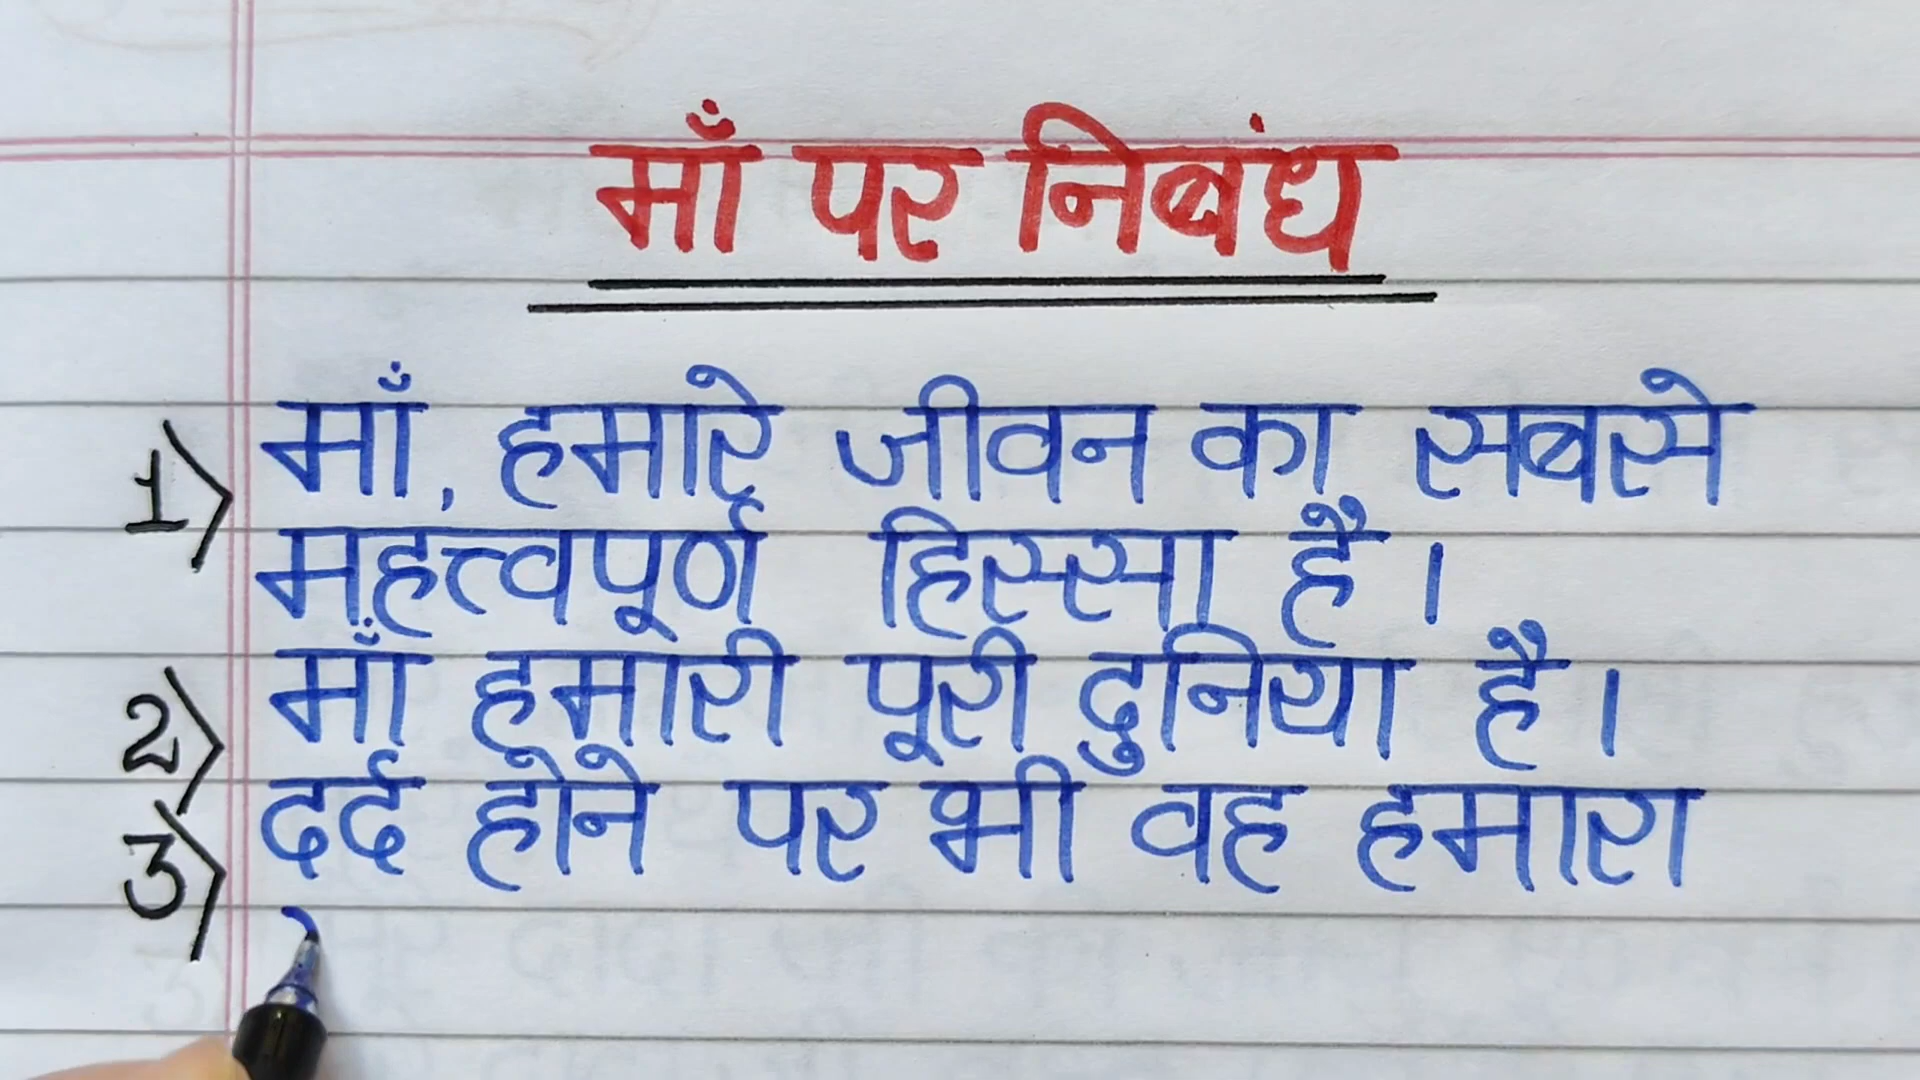 माँ पर निबंध
1) माँ, हमारे जीवन का सबसे
महत्त्वपूर्ण हिस्सा है।
2) माँ हमारी पूरी दुनिया है।
3) दर्द होने पर भी वह हमारा